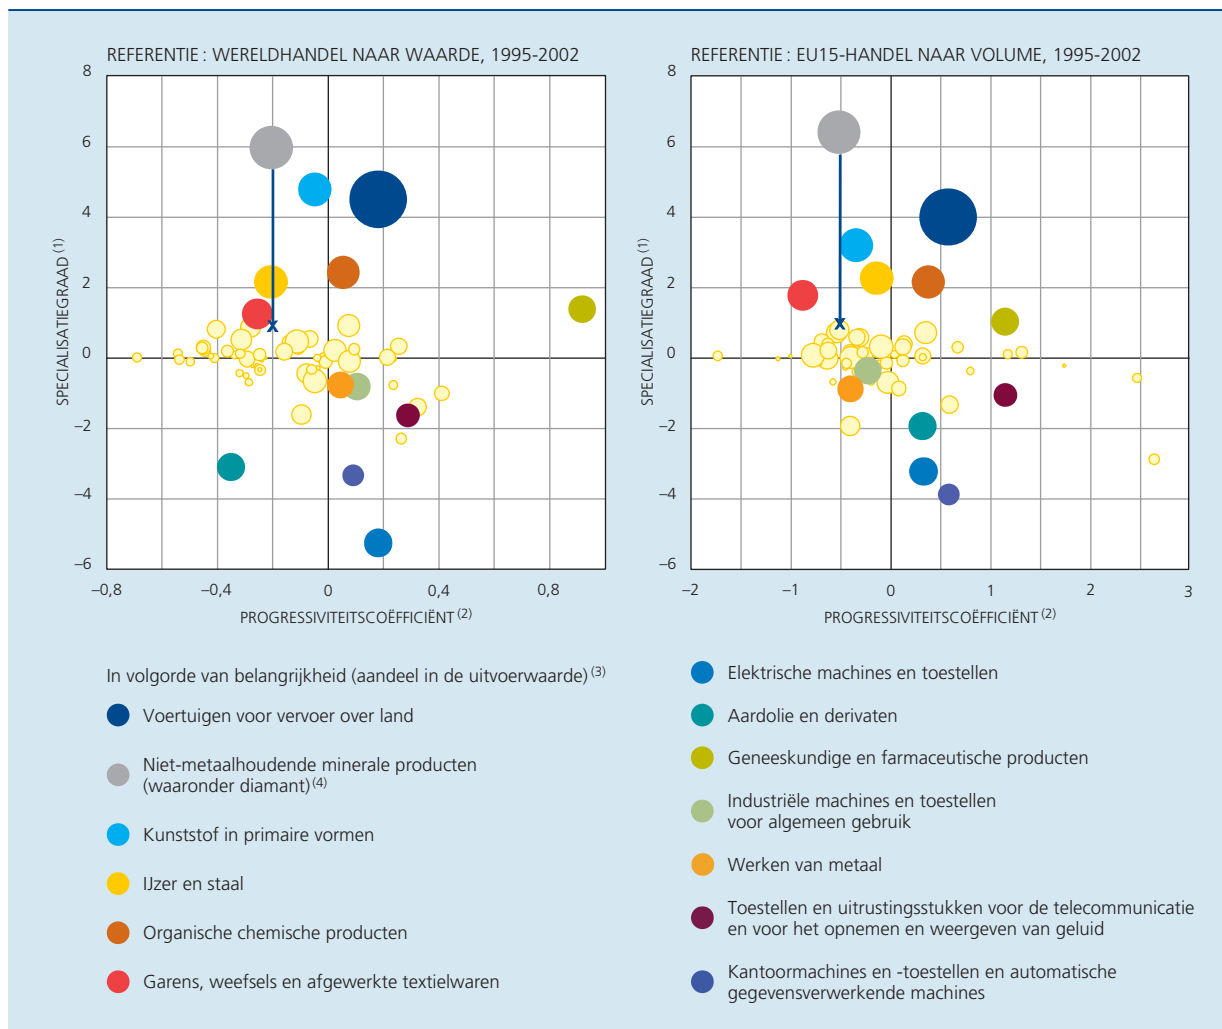 REFERENTIE : WERELDHANDEL NAAR WAARDE, 1995-2002
8
6
4
2
0
–2
–4
–6
SPECIALISATIEGRAAD (1)
x
–0,8
–0,4
0
0,4
0,8
PROGRESSIVITEITSCOËFFICIËNT (2)
REFERENTIE : EU15-HANDEL NAAR VOLUME, 1995-2002
8
6
4
2
0
–2
–4
–6
SPECIALISATIEGRAAD (1)
x
–2
–1
0
1
2
3
PROGRESSIVITEITSCOËFFICIËNT (2)
In volgorde van belangrijkheid (aandeel in de uitvoerwaarde) (3)
Voertuigen voor vervoer over land
Niet-metaalhoudende minerale producten
(waaronder diamant) (4)
Kunststof in primaire vormen
IJzer en staal
Organische chemische producten
Garens, weefsels en afgewerkte textielwaren
Elektrische machines en toestellen
Aardolie en derivaten
Geneeskundige en farmaceutische producten
Industriële machines en toestellen
voor algemeen gebruik
Werken van metaal
Toestellen en uitrustingsstukken voor de telecommunicatie
en voor het opnemen en weergeven van geluid
Kantoormachines en -toestellen en automatische
gegevensverwerkende machines